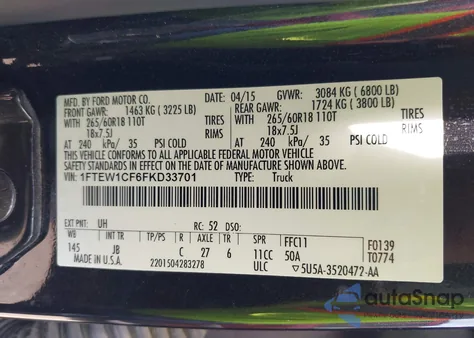 MFD. BY FORD MOTOR CO. DATE: 04/15 GVWR: 3084 KG (6800 LB)
FRONT GAWR: 1463 KG (3225 LB) REAR GAWR: 1724 KG (3800 LB)
265/60R18 110T TIRES 265/60R18 110T TIRES
18x7.5J RIMS 18x7.5J RIMS
AT 240 kPa/ 35 PSI COLD AT 240 kPa/ 35 PSI COLD
THIS VEHICLE CONFORMS TO ALL APPLICABLE FEDERAL MOTOR VEHICLE
SAFETY STANDARDS IN EFFECT ON THE DATE OF MANUFACTURE SHOWN ABOVE.
VIN: 1FTEW1CF6FKD33701 TYPE: Truck
EXT PNT: UH RC: 52 DSO:
WB TP/PS R AXLE TR SPR FFC11 F0139
145 JB C 27 6 11CC 50A T0774
MADE IN U.S.A. 2201504283278 ULC 5U5A-3520472-AA
autoSnap